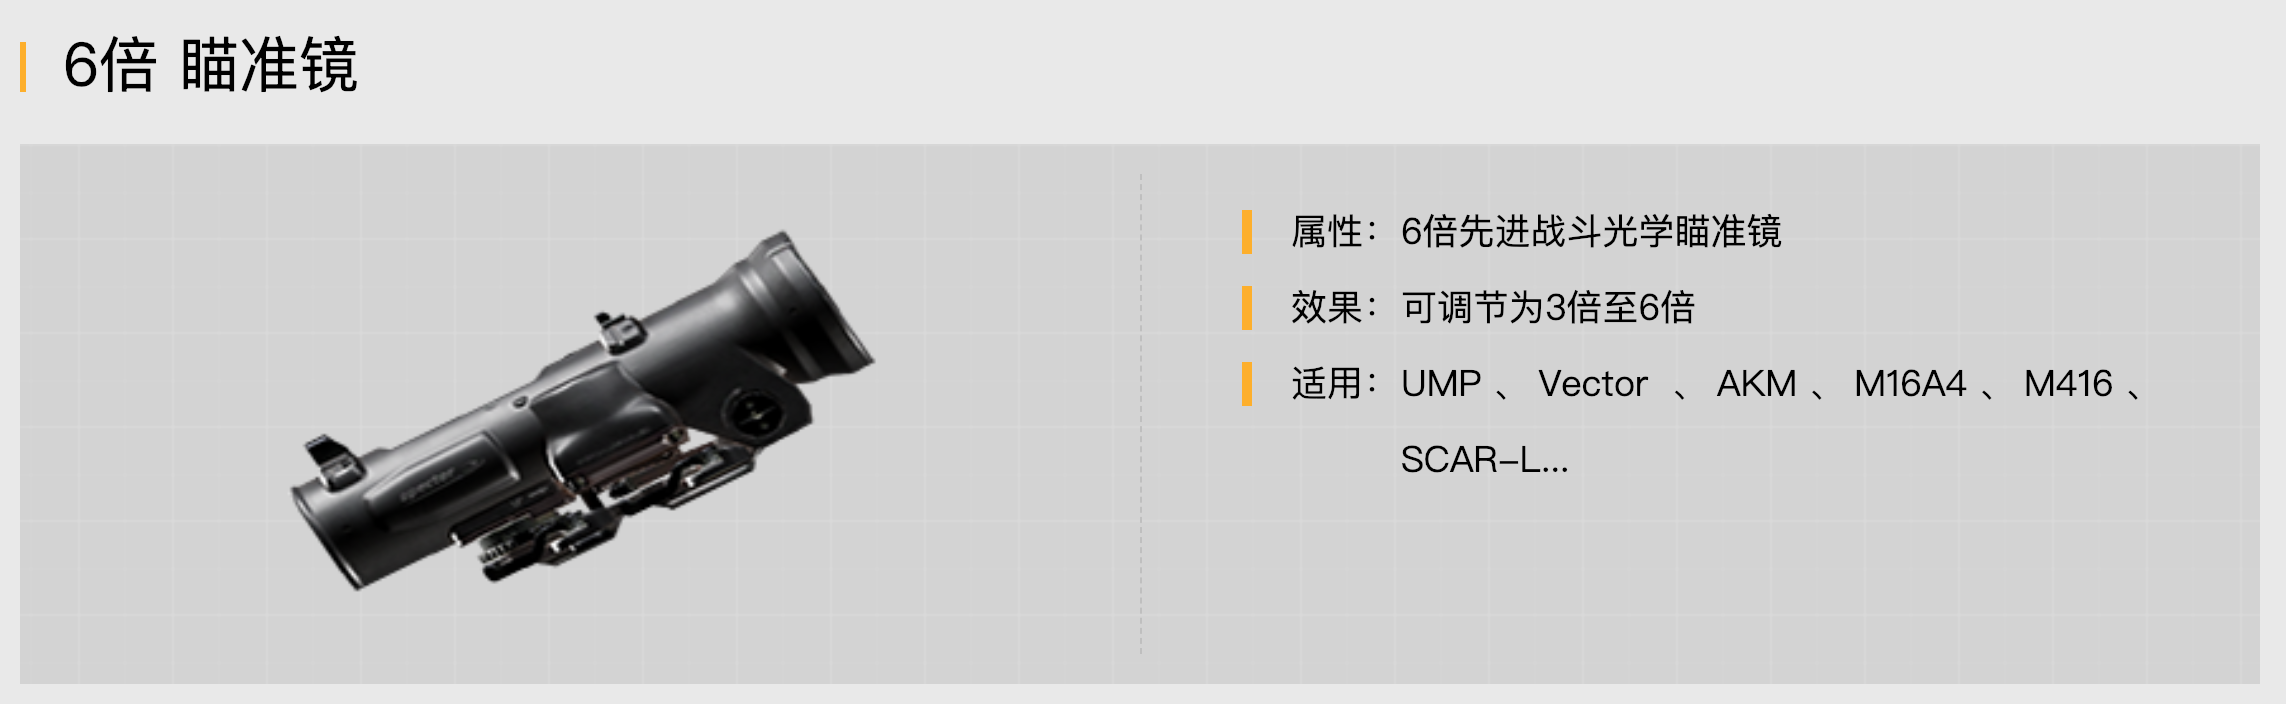 6倍 瞄准镜
属性：6倍先进战斗光学瞄准镜
效果：可调节为3倍至6倍
适用：UMP 、 Vector 、 AKM 、 M16A4 、 M416 、
SCAR-L...
specter